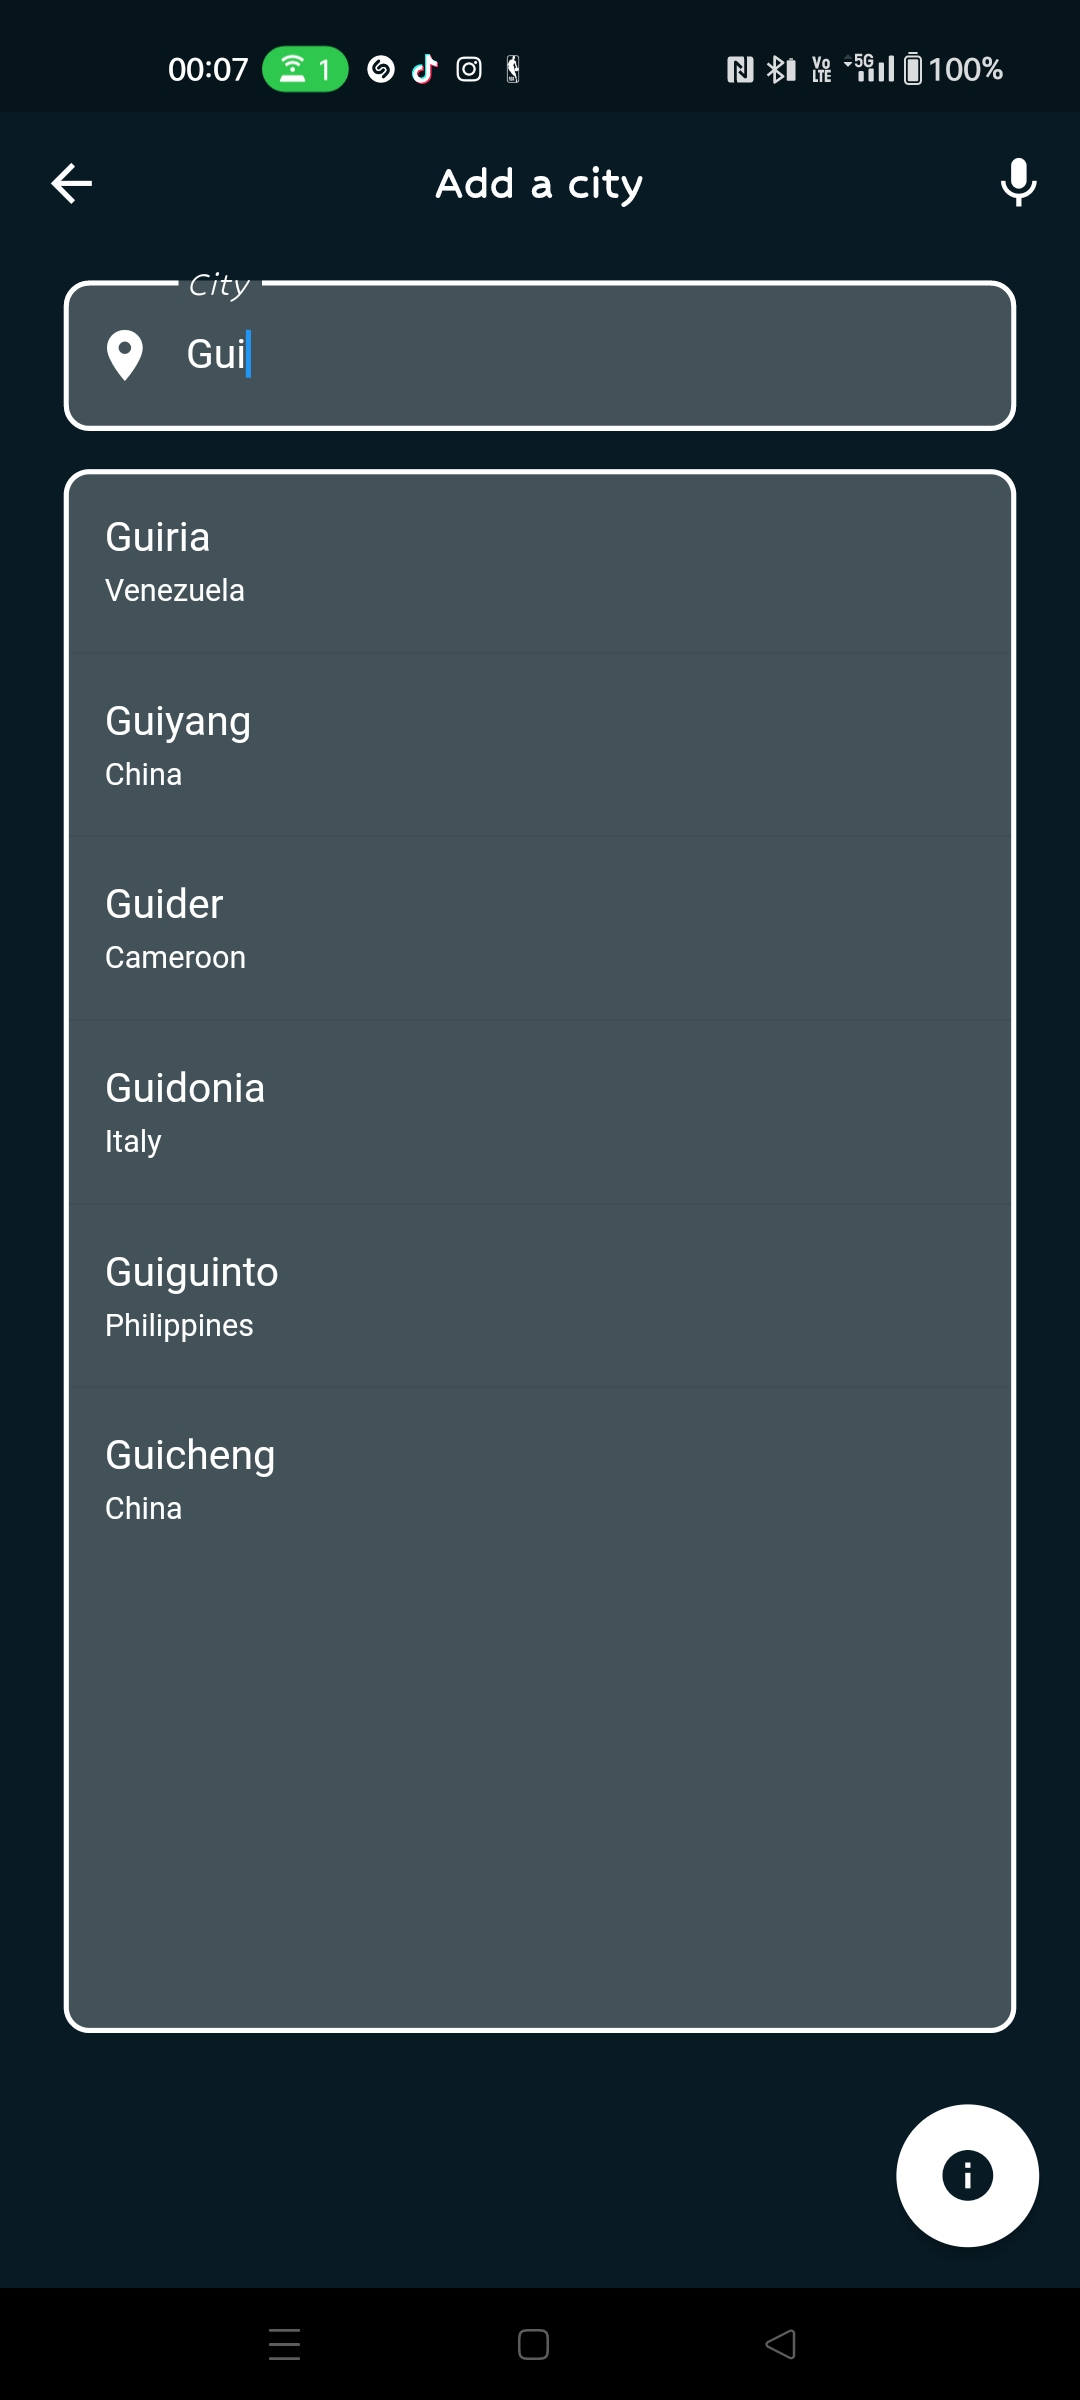 00:07 1 Vo LTE 5G 100%
Add a city
City
Gui
Guiria
Venezuela
Guiyang
China
Guider
Cameroon
Guidonia
Italy
Guiguinto
Philippines
Guicheng
China